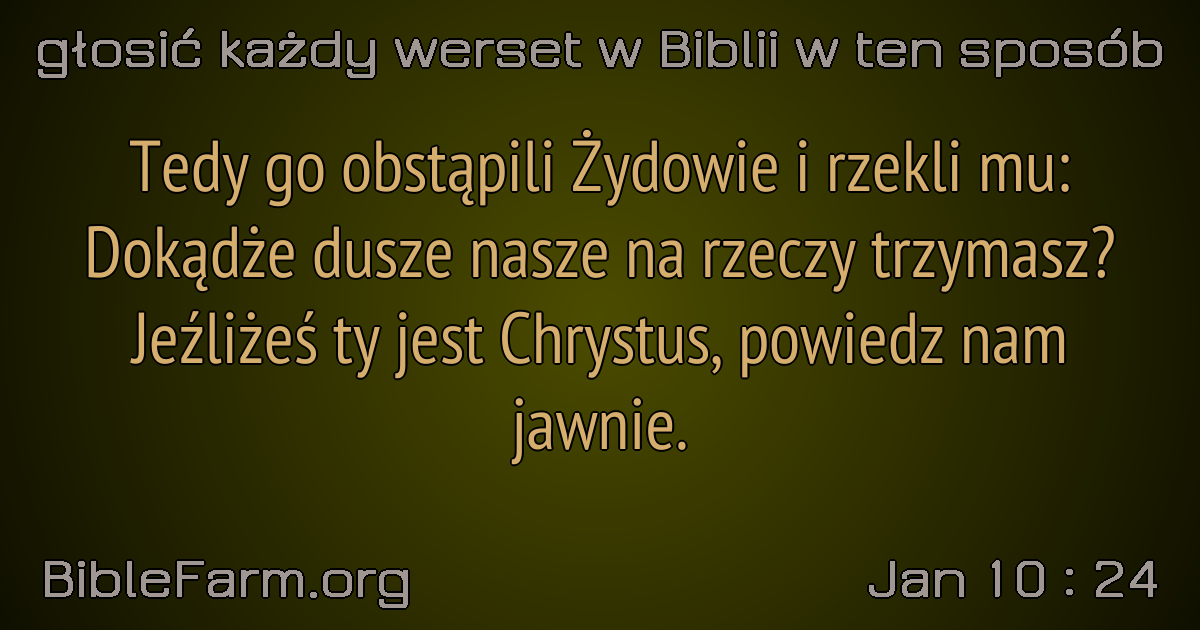 głosić każdy werset w Biblii w ten sposób
Tedy go obstąpili Żydowie i rzekli mu:
Dokądże dusze nasze na rzeczy trzymasz?
Jeźliżeś ty jest Chrystus, powiedz nam
jawnie.
BibleFarm.org
Jan 10 : 24